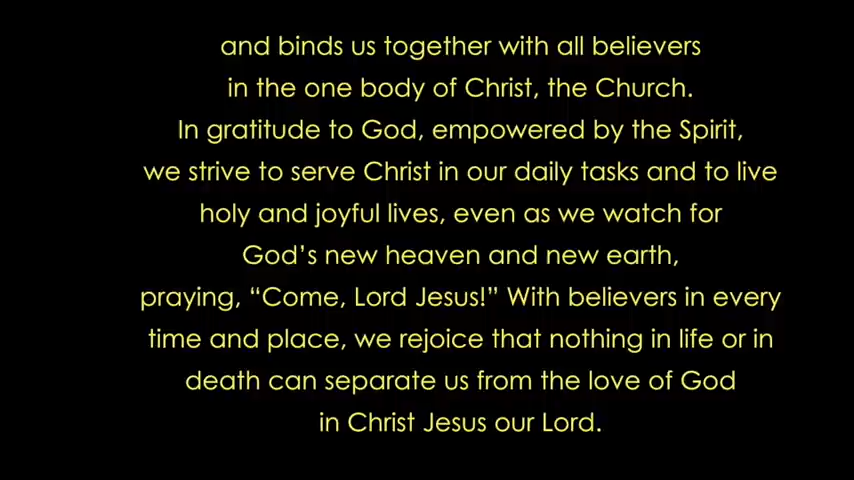 and binds us together with all believers
in the one body of Christ, the Church.
In gratitude to God, empowered by the Spirit,
we strive to serve Christ in our daily tasks and to live
holy and joyful lives, even as we watch for
God’s new heaven and new earth,
praying, “Come, Lord Jesus!” With believers in every
time and place, we rejoice that nothing in life or in
death can separate us from the love of God
in Christ Jesus our Lord.